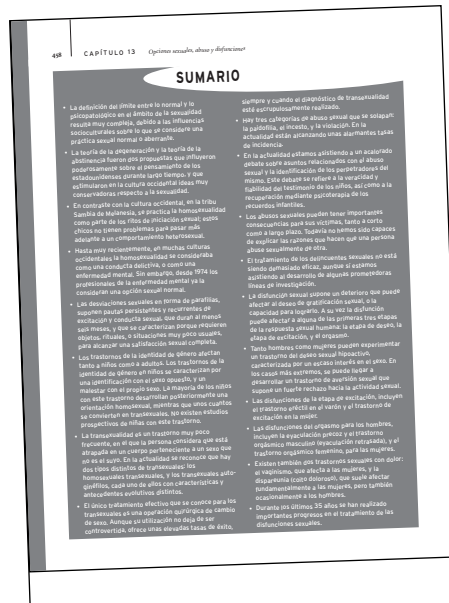 458 CAPÍTULO 13 Opciones sexuales, abuso y disfunciones
SUMARIO
• La definición del límite entre lo normal y lo
psicopatológico en el ámbito de la sexualidad
resulta muy compleja, debido a las influencias
socioculturales sobre lo que se considere una
práctica sexual normal o aberrante.
• La teoría de la degeneración y la teoría de la
abstinencia fueron dos propuestas que influyeron
poderosamente sobre el pensamiento de los
estadounidenses durante largo tiempo, y que
estimularon en la cultura occidental ideas muy
conservadoras respecto a la sexualidad.
• En contraste con la cultura occidental, en la tribu
Sambia de Melanesia, se practica la homosexualidad
como parte de los ritos de iniciación sexual; estos
chicos no tienen problemas para pasar más
adelante a un comportamiento heterosexual.
• Hasta muy recientemente, en muchas culturas
occidentales la homosexualidad se consideraba
como una conducta delictiva, o como una
enfermedad mental. Sin embargo, desde 1974 los
profesionales de la enfermedad mental ya la
consideran una opción sexual normal.
• Las desviaciones sexuales en forma de parafilias,
suponen pautas persistentes y recurrentes de
excitación y conducta sexual, que duran al menos
seis meses, y que se caracterizan porque requieren
objetos, rituales, o situaciones muy poco usuales,
para alcanzar una satisfacción sexual completa.
• Los trastornos de la identidad de género afectan
tanto a niños como a adultos. Los trastornos de la
identidad de género en niños se caracterizan por
una identificación con el sexo opuesto, y un
malestar con el propio sexo. La mayoría de los niños
con este trastorno desarrollan posteriormente una
orientación homosexual, mientras que unos cuantos
se convierten en transexuales. No existen estudios
prospectivos de niñas con este trastorno.
• La transexualidad es un trastorno muy poco
frecuente, en el que la persona considera que está
atrapada en un cuerpo perteneciente a un sexo que
no es el suyo. En la actualidad se reconoce que hay
dos tipos distintos de transexuales: los
homosexuales transexuales, y los transexuales auto-
ginéfilos, cada uno de ellos con características y
antecedentes evolutivos distintos.
• El único tratamiento efectivo que se conoce para los
transexuales es una operación quirúrgica de cambio
de sexo. Aunque su utilización no deja de ser
controvertida, ofrece unas elevadas tasas de éxito,
siempre y cuando el diagnóstico de transexualidad
esté escrupulosamente realizado.
• Hay tres categorías de abuso sexual que se solapan:
la paidofilia, el incesto, y la violación. En la
actualidad están alcanzando unas alarmantes tasas
de incidencia.
• En la actualidad estamos asistiendo a un acalorado
debate sobre asuntos relacionados con el abuso
sexual y la identificación de los perpetradores del
mismo. Este debate se refiere a la veracidad y
fiabilidad del testimonio de los niños, así como a la
recuperación mediante psicoterapia de los
recuerdos infantiles.
• Los abusos sexuales pueden tener importantes
consecuencias para sus víctimas, tanto a corto
como a largo plazo. Todavía no hemos sido capaces
de explicar las razones que hacen que una persona
abuse sexualmente de otra.
• El tratamiento de los delincuentes sexuales no está
siendo demasiado eficaz, aunque sí estamos
asistiendo al desarrollo de algunas prometedoras
líneas de investigación.
• La disfunción sexual supone un deterioro que puede
afectar al deseo de gratificación sexual, o la
capacidad para lograrlo. A su vez la disfunción
puede afectar a alguna de las primeras tres etapas
de la respuesta sexual humana: la etapa de deseo, la
etapa de excitación, y el orgasmo.
• Tanto hombres como mujeres pueden experimentar
un trastorno del deseo sexual hipoactivo,
caracterizada por un escaso interés en el sexo. En
los casos más extremos, se puede llegar a
desarrollar un trastorno de aversión sexual que
supone un fuerte rechazo hacia la actividad sexual.
• Las disfunciones de la etapa de excitación, incluyen
el trastorno eréctil en el varón y el trastorno de
excitación en la mujer.
• Las disfunciones del orgasmo para los hombres,
incluyen la eyaculación precoz y el trastorno
orgásmico masculino (eyaculación retrasada), y el
trastorno orgásmico femenino, para las mujeres.
• Existen también dos trastornos sexuales con dolor:
el vaginismo, que afecta a las mujeres, y la
dispareunia (coito doloroso), que suele afectar
fundamentalmente a las mujeres, pero también
ocasionalmente a los hombres.
• Durante los últimos 35 años se han realizado
importantes progresos en el tratamiento de las
disfunciones sexuales.